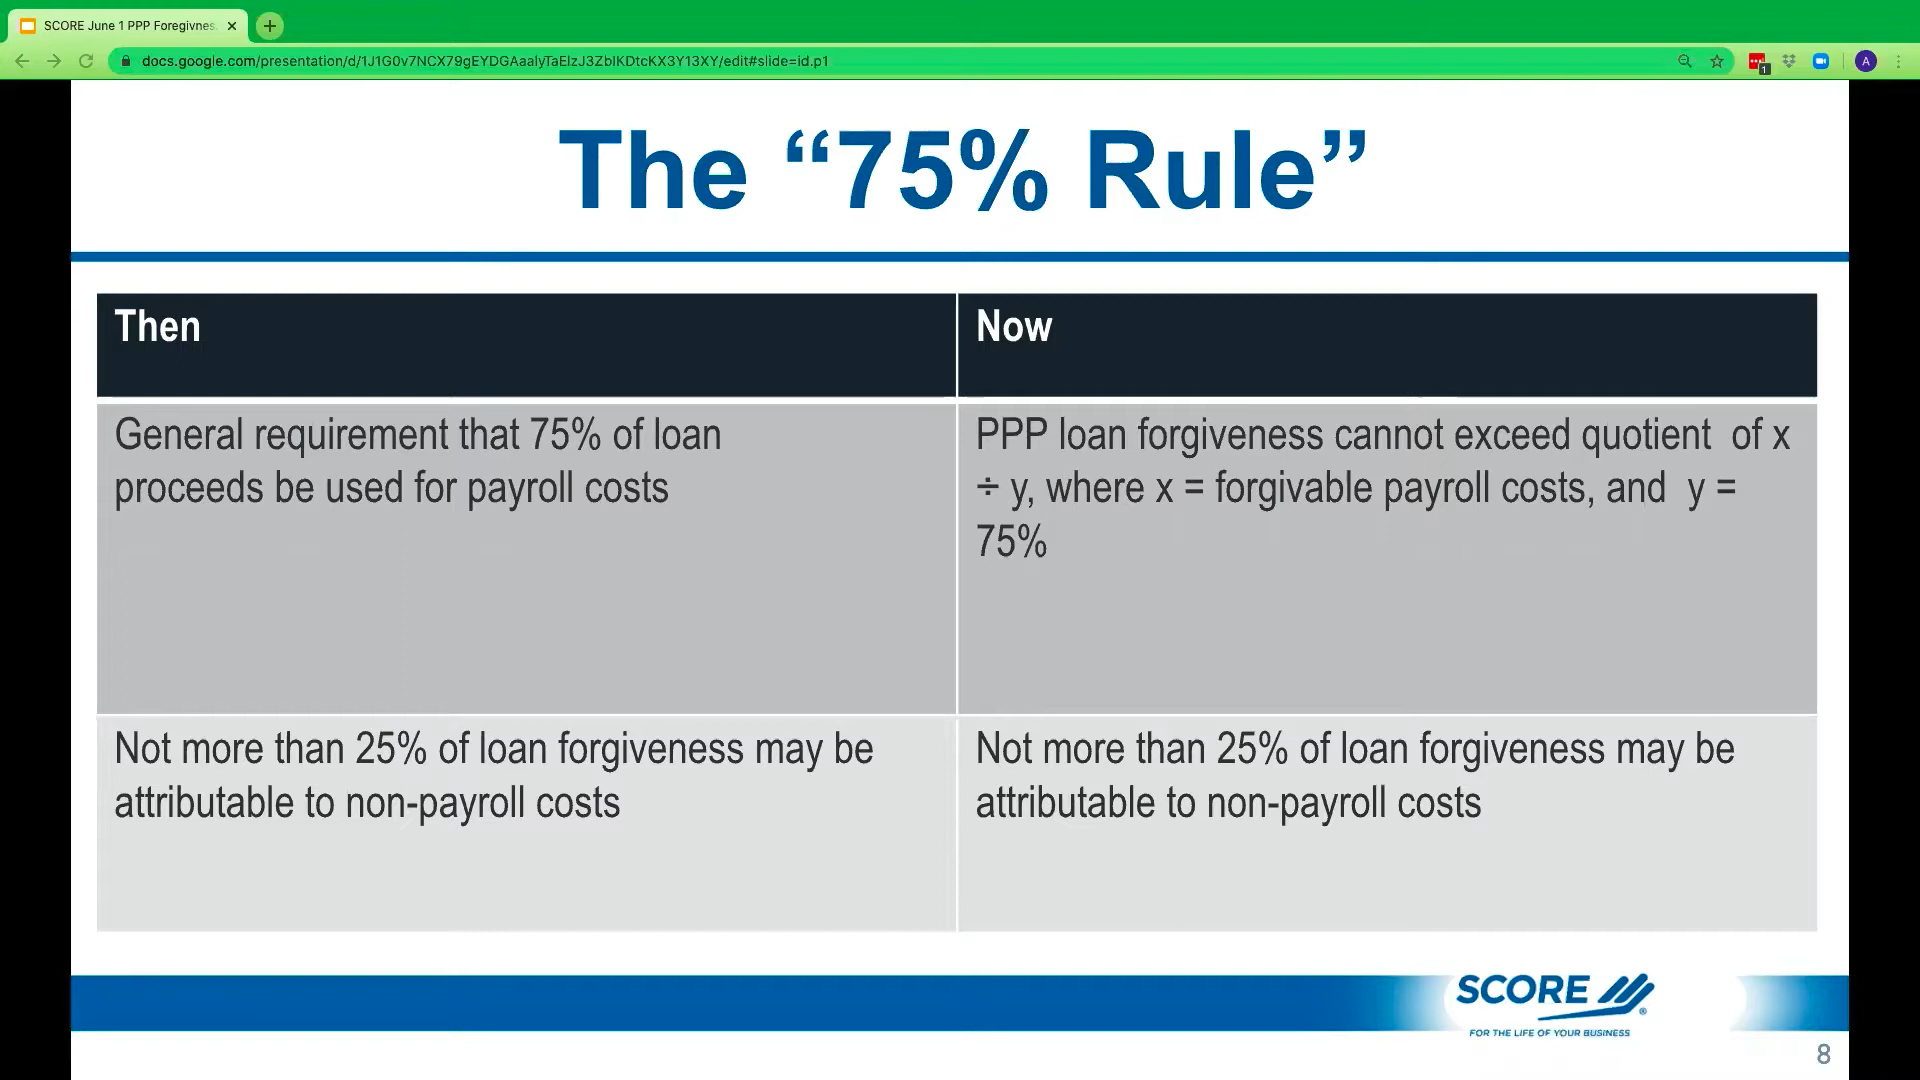 SCORE June 1 PPP Foregivnes
docs.google.com/presentation/d/1J1G0v7NCX79gEYDGAaalyTaElzJ3ZbIKDtcKX3Y13XY/edit#slide=id.p1
1
A
The “75% Rule”
Then
Now
General requirement that 75% of loan
proceeds be used for payroll costs
PPP loan forgiveness cannot exceed quotient of x
÷ y, where x = forgivable payroll costs, and y =
75%
Not more than 25% of loan forgiveness may be
attributable to non-payroll costs
Not more than 25% of loan forgiveness may be
attributable to non-payroll costs
SCORE
FOR THE LIFE OF YOUR BUSINESS
8